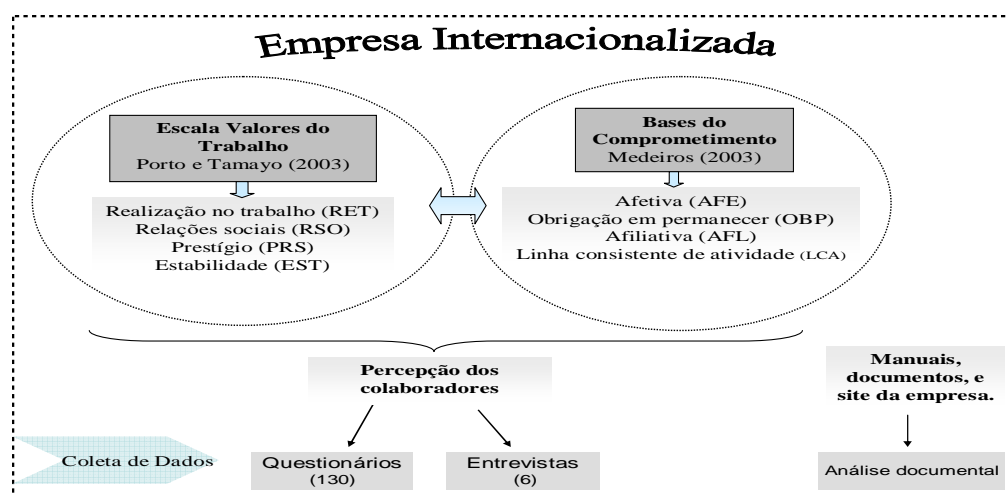 Empresa Internacionalizada
Escala Valores do
Trabalho
Porto e Tamayo (2003)
Realização no trabalho (RET)
Relações sociais (RSO)
Prestígio (PRS)
Estabilidade (EST)
Bases do
Comprometimento
Medeiros (2003)
Afetiva (AFE)
Obrigação em permanecer (OBP)
Afiliativa (AFL)
Linha consistente de atividade (LCA)
Percepção dos
colaboradores
Manuais,
documentos, e
site da empresa.
Coleta de Dados
Questionários
(130)
Entrevistas
(6)
Análise documental